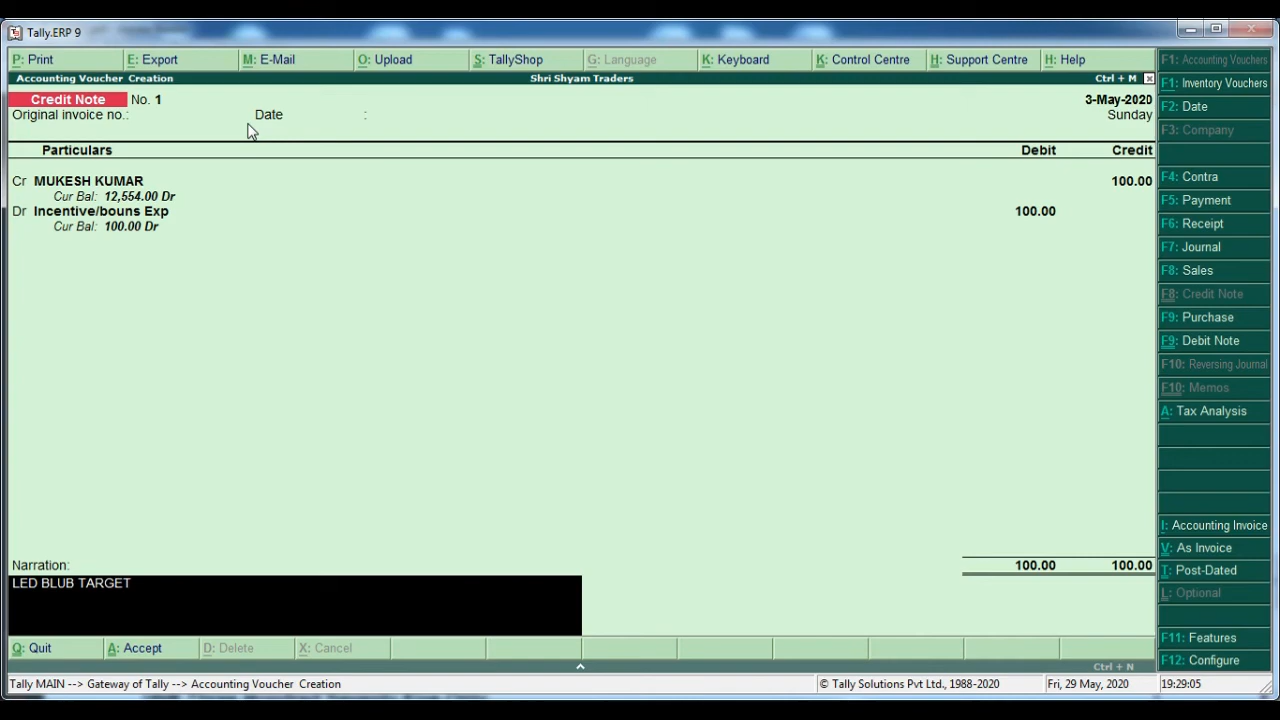 Tally.ERP 9
P: Print E: Export M: E-Mail O: Upload S: TallyShop G: Language K: Keyboard K: Control Centre H: Support Centre H: Help
Accounting Voucher Creation Shri Shyam Traders Ctrl + M
Credit Note No. 1 3-May-2020
Original invoice no.: Date : Sunday
Particulars Debit Credit
Cr MUKESH KUMAR 100.00
Cur Bal: 12,554.00 Dr
Dr Incentive/bouns Exp 100.00
Cur Bal: 100.00 Dr
Narration: 100.00 100.00
LED BLUB TARGET
Q: Quit A: Accept D: Delete X: Cancel
Ctrl + N
F1: Accounting Vouchers
F1: Inventory Vouchers
F2: Date
F3: Company
F4: Contra
F5: Payment
F6: Receipt
F7: Journal
F8: Sales
F8: Credit Note
F9: Purchase
F9: Debit Note
F10: Reversing Journal
F10: Memos
A: Tax Analysis
I: Accounting Invoice
V: As Invoice
T: Post-Dated
L: Optional
F11: Features
F12: Configure
Tally MAIN --> Gateway of Tally --> Accounting Voucher Creation © Tally Solutions Pvt Ltd., 1988-2020 Fri, 29 May, 2020 19:29:05